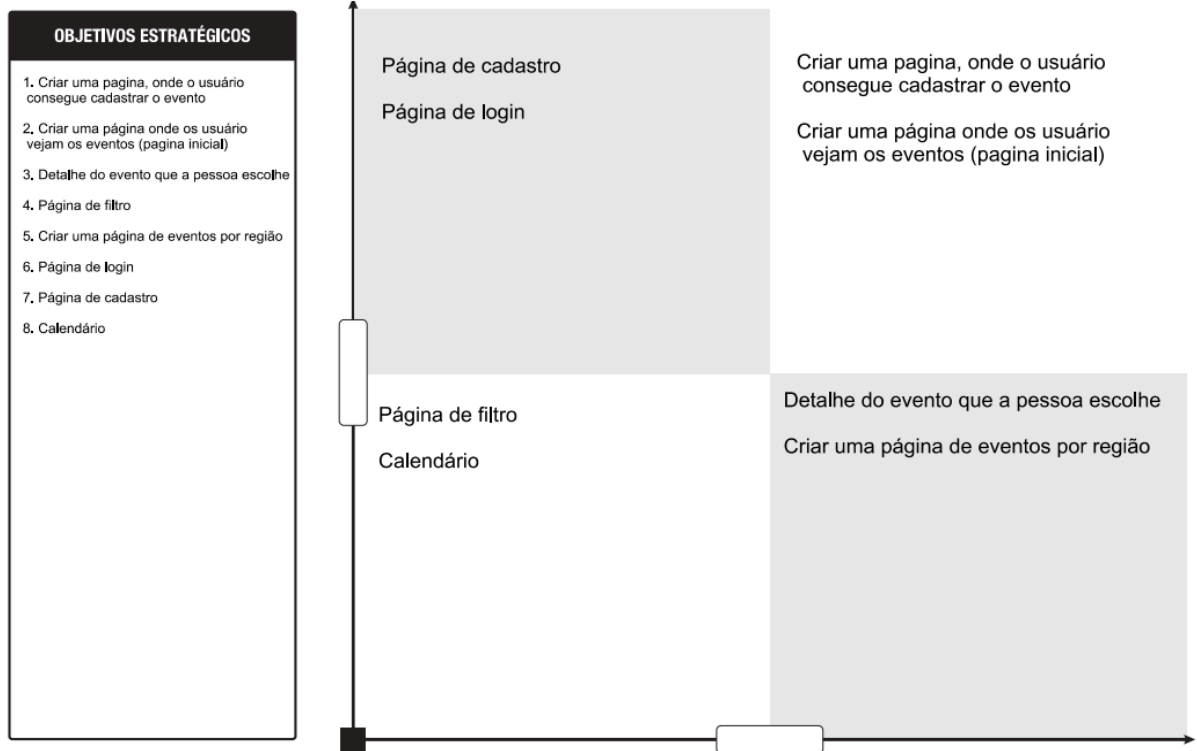 OBJETIVOS ESTRATÉGICOS
1. Criar uma pagina, onde o usuário
consegue cadastrar o evento
2. Criar uma página onde os usuário
vejam os eventos (pagina inicial)
3. Detalhe do evento que a pessoa escolhe
4. Página de filtro
5. Criar uma página de eventos por região
6. Página de login
7. Página de cadastro
8. Calendário
Página de cadastro
Página de login
Criar uma pagina, onde o usuário
consegue cadastrar o evento
Criar uma página onde os usuário
vejam os eventos (pagina inicial)
Página de filtro
Calendário
Detalhe do evento que a pessoa escolhe
Criar uma página de eventos por região